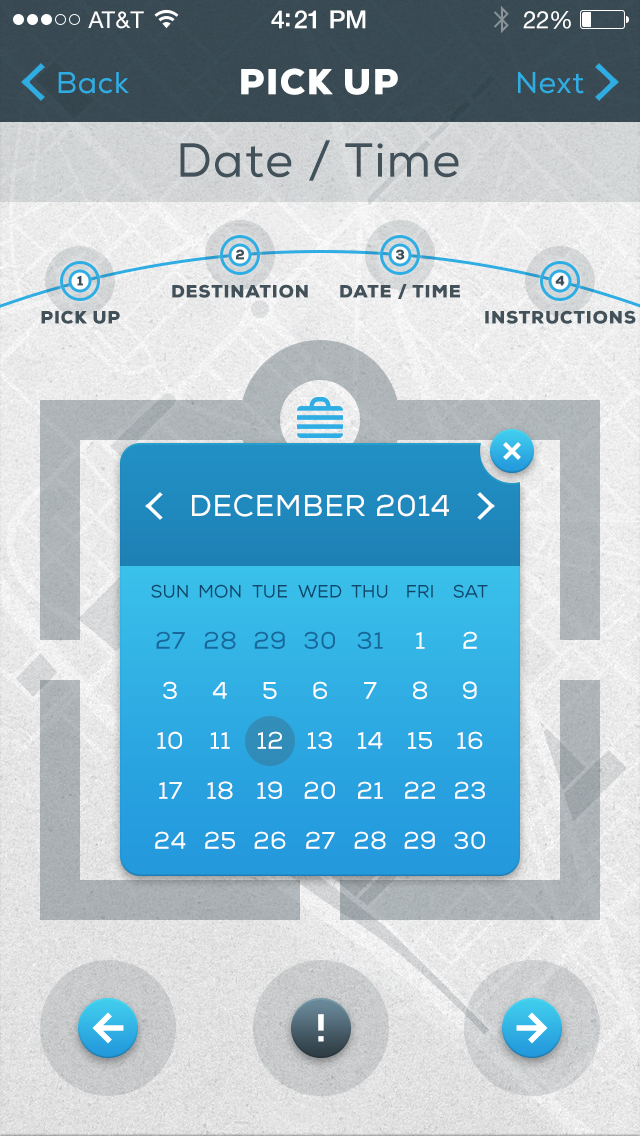 AT&T 4:21 PM 22%
Back PICK UP Next
Date / Time
1 2 3 4
PICK UP DESTINATION DATE / TIME INSTRUCTIONS
DECEMBER 2014
SUN MON TUE WED THU FRI SAT
27 28 29 30 31 1 2
3 4 5 6 7 8 9
10 11 12 13 14 15 16
17 18 19 20 21 22 23
24 25 26 27 28 29 30
!